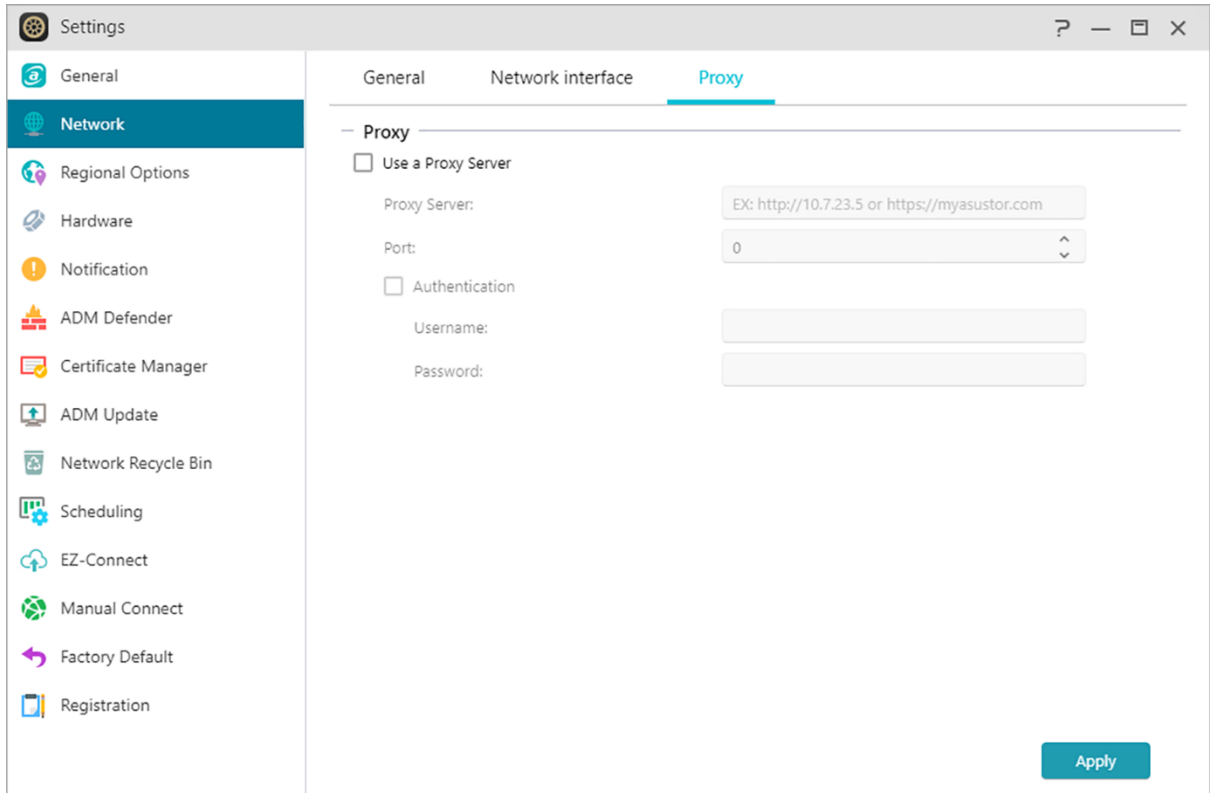 Settings
General
Network
Regional Options
Hardware
Notification
ADM Defender
Certificate Manager
ADM Update
Network Recycle Bin
Scheduling
EZ-Connect
Manual Connect
Factory Default
Registration
General Network interface Proxy
Proxy
Use a Proxy Server
Proxy Server: EX: http://10.7.23.5 or https://myasustor.com
Port: 0
Authentication
Username:
Password:
Apply